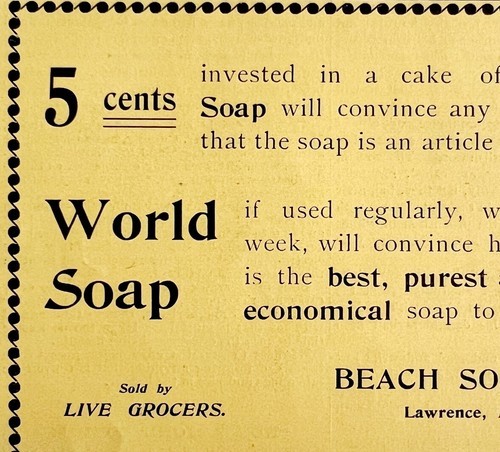 5 cents invested in a cake of
Soap will convince any
that the soap is an article
World Soap
if used regularly, w
week, will convince h
is the best, purest
economical soap to
Sold by
LIVE GROCERS.
BEACH SO
Lawrence,